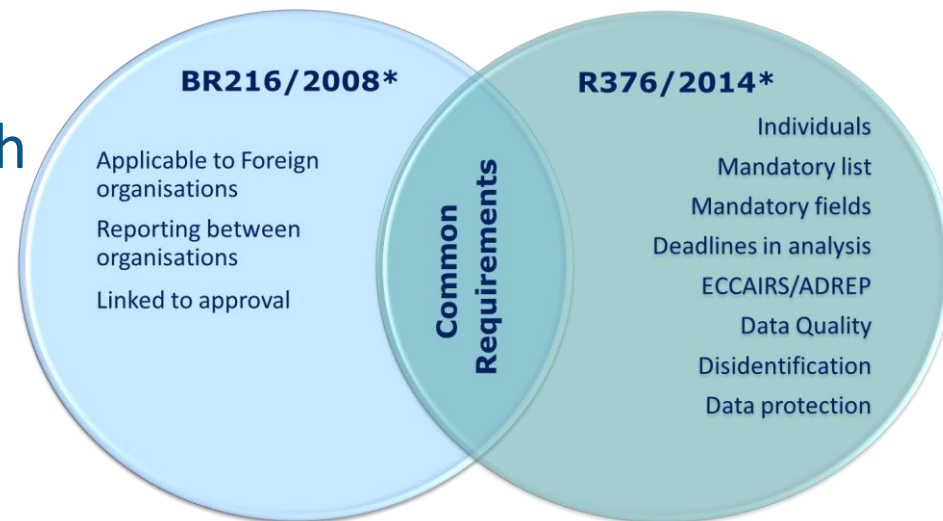 th
BR216/2008*
Applicable to Foreign
organisations
Reporting between
organisations
Linked to approval
Common
Requirements
R376/2014*
Individuals
Mandatory list
Mandatory fields
Deadlines in analysis
ECCAIRS/ADREP
Data Quality
Disidentification
Data protection